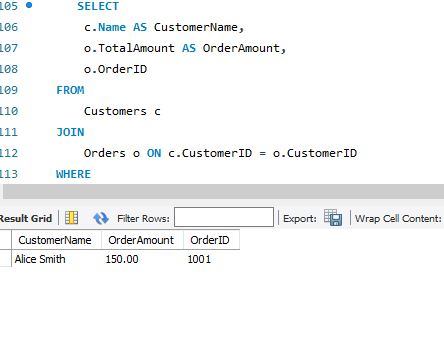 105 SELECT
106 c.Name AS CustomerName,
107 o.TotalAmount AS OrderAmount,
108 o.OrderID
109 FROM
110 Customers c
111 JOIN
112 Orders o ON c.CustomerID = o.CustomerID
113 WHERE
Result Grid Filter Rows: Export: Wrap Cell Content:
CustomerName OrderAmount OrderID
Alice Smith 150.00 1001